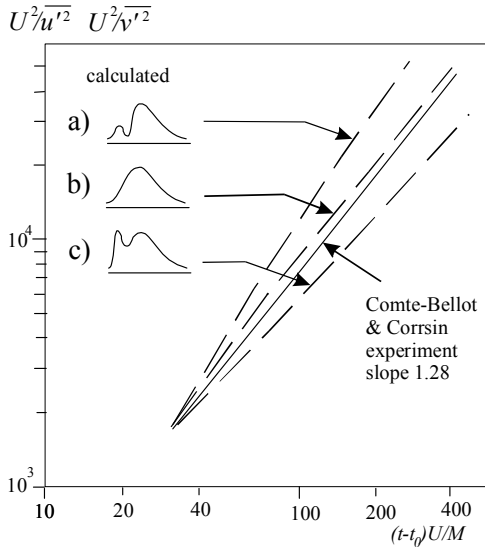 U²/u'² U²/v'²
calculated
a)
b)
10⁴
c)
Comte-Bellot
& Corrsin
experiment
slope 1.28
10³
10 20 40 100 200 400
(t-t₀)U/M